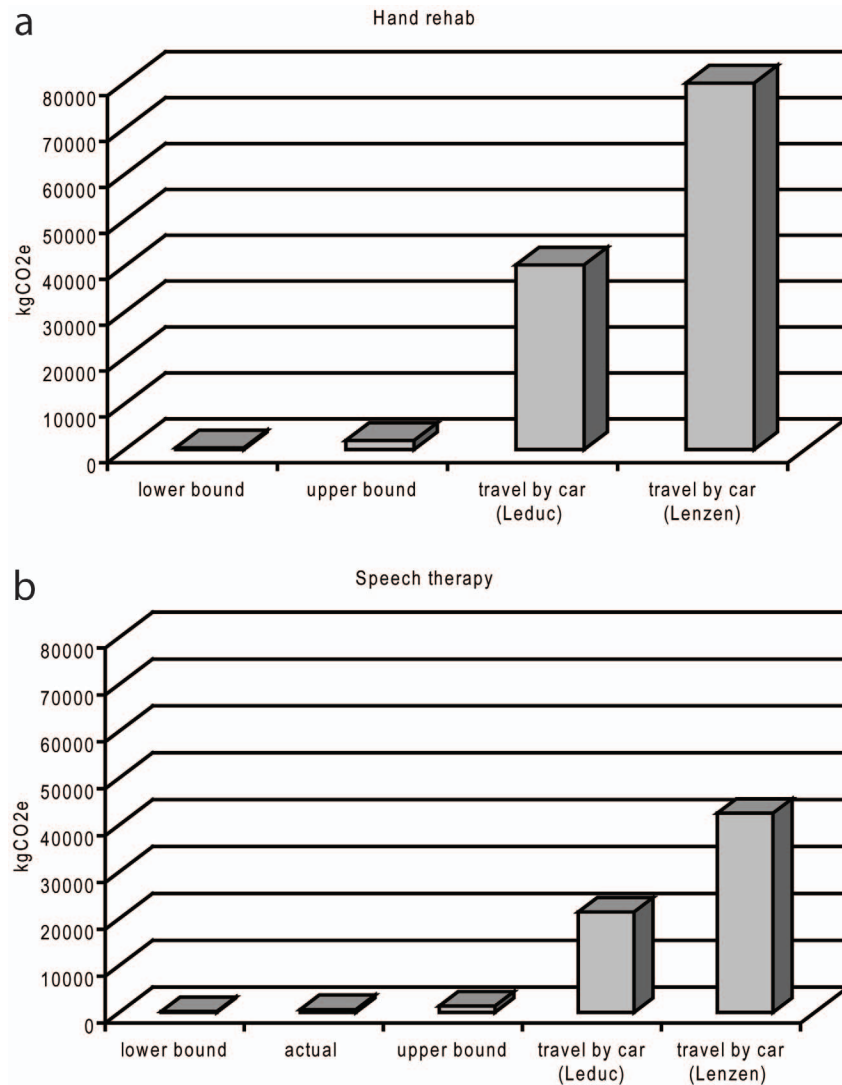 a
Hand rehab
80000
70000
60000
50000
40000
30000
20000
10000
0
kgCO2e
lower bound
upper bound
travel by car
(Leduc)
travel by car
(Lenzen)
b
Speech therapy
80000
70000
60000
50000
40000
30000
20000
10000
0
kgCO2e
lower bound
actual
upper bound
travel by car
(Leduc)
travel by car
(Lenzen)